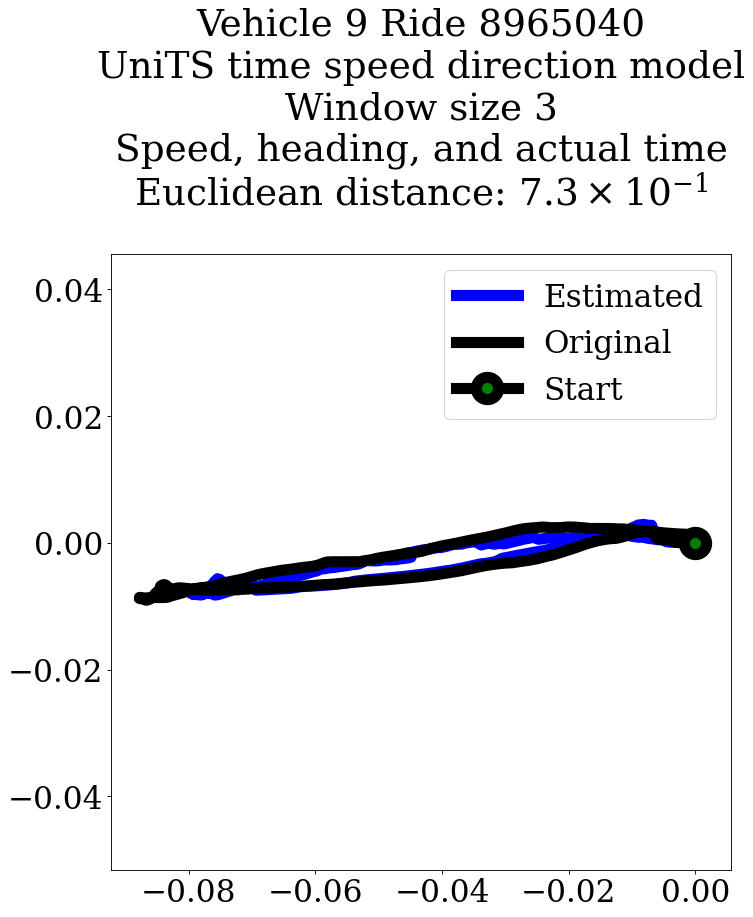 Vehicle 9 Ride 8965040
UniTS time speed direction model
Window size 3
Speed, heading, and actual time
Euclidean distance: 7.3 × 10⁻¹
Estimated
Original
Start
0.04
0.02
0.00
−0.02
−0.04
−0.08 −0.06 −0.04 −0.02 0.00